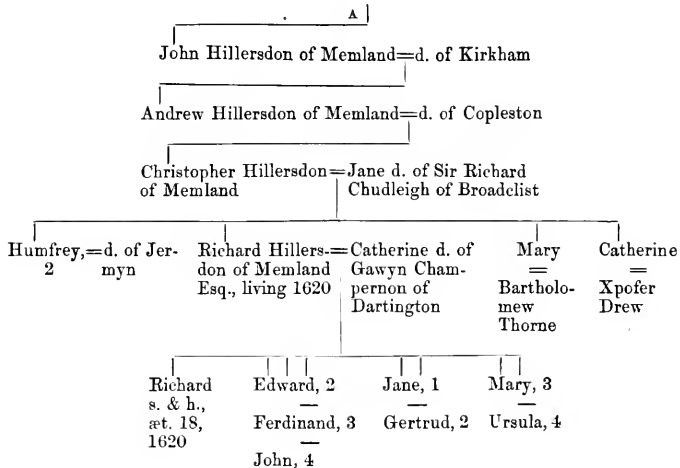 A
John Hillersdon of Memland=d. of Kirkham
Andrew Hillersdon of Memland=d. of Copleston
Christopher Hillersdon=Jane d. of Sir Richard
of Memland Chudleigh of Broadclist
Humfrey,=d. of Jer- Richard Hillers-=Catherine d. of Mary Catherine
2 myn don of Memland Gawyn Cham- = =
Esq., living 1620 pernon of Bartholo- Xpofer
Dartington mew Drew
Thorne
Richard Edward, 2 Jane, 1 Mary, 3
s. & h., — — —
æt. 18, Ferdinand, 3 Gertrud, 2 Ursula, 4
1620 —
John, 4